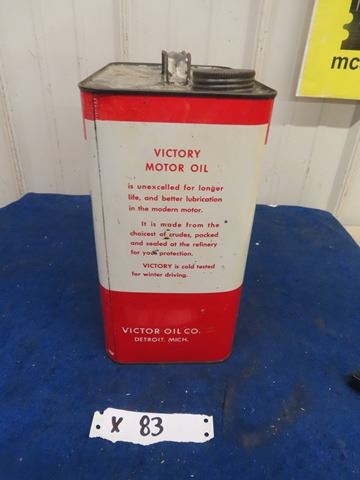 mc
VICTORY
MOTOR OIL
is unexcelled for longer
life, and better lubrication
in the modern motor.
It is made from the
choicest of crudes, packed
and sealed at the refinery
for your protection.
VICTORY is cold tested
for winter driving.
VICTOR OIL CO.
DETROIT, MICH.
X 83